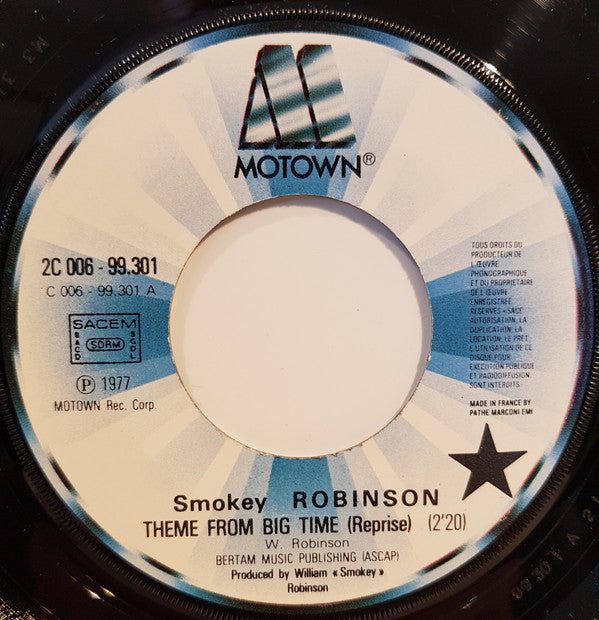 MOTOWN®
2C 006 - 99.301
C 006 - 99.301 A
SACEM
SACD
SDRM
SGDL
Ⓟ 1977
MOTOWN Rec. Corp.
TOUS DROITS DU
PRODUCTEUR DE
L'ŒUVRE
PHONOGRAPHIQUE
ET DU PROPRIETAIRE
DE L'ŒUVRE
ENREGISTREE
RESERVES « SAUF
AUTORISATION, LA
DUPLICATION, LA
LOCATION, LE PRET,
L'UTILISATION DE CE
DISQUE POUR
EXECUTION PUBLIQUE
ET RADIODIFFUSION
SONT INTERDITS
MADE IN FRANCE BY
PATHE MARCONI EMI
Smokey ROBINSON
THEME FROM BIG TIME (Reprise) (2'20)
W. Robinson
BERTAM MUSIC PUBLISHING (ASCAP)
Produced by William « Smokey »
Robinson